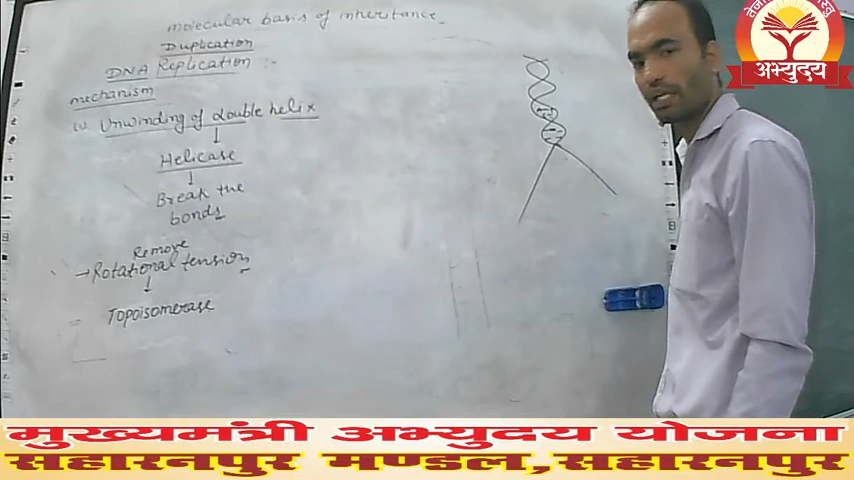 molecular basis of inheritance
Duplication
DNA Replication :-
mechanism
(i) Unwinding of double helix
Helicase
Break the
bonds
Remove
→ Rotational tension
Topoisomerase
अभ्युदय
मुख्यमंत्री अभ्युदय योजना
सहारनपुर मण्डल,सहारनपुर